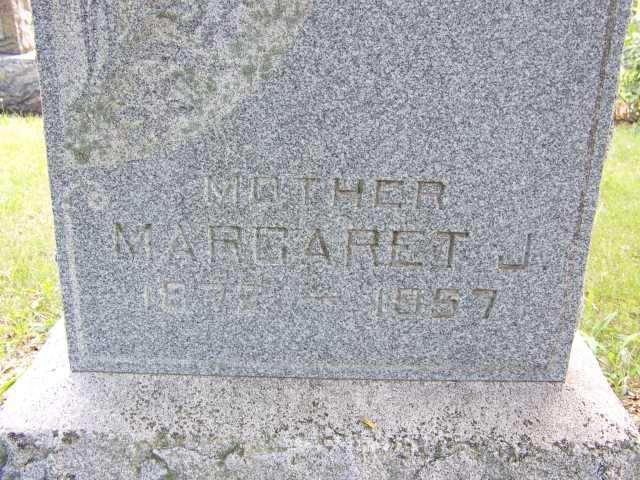 MOTHER
MARGARET J.
1872 – 1957